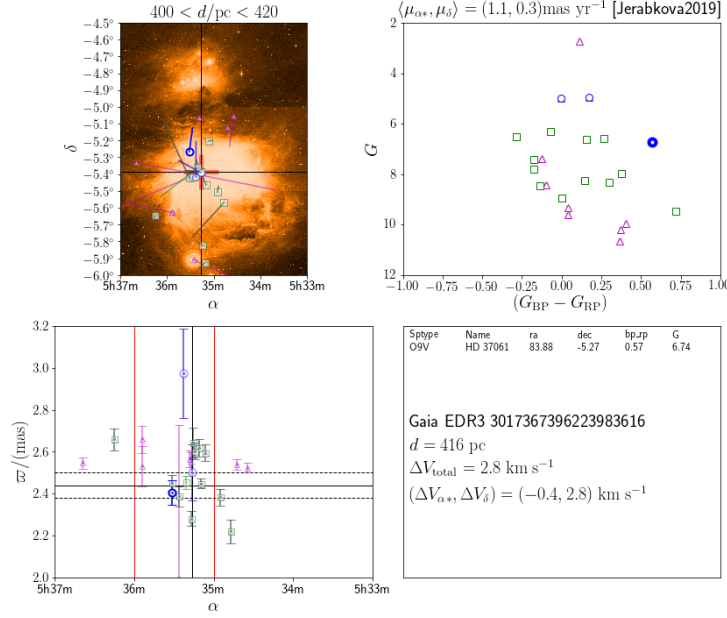 400 < d/pc < 420
⟨μα∗, μδ⟩ = (1.1, 0.3)mas yr−1 [Jerabkova2019]
−4.5°
−4.6°
−4.7°
−4.8°
−4.9°
−5.0°
−5.1°
−5.2°
−5.3°
−5.4°
−5.5°
−5.6°
−5.7°
−5.8°
−5.9°
−6.0°
δ
5h37m 36m 35m 34m 5h33m
α
2
4
6
8
10
12
G
−1.00 −0.75 −0.50 −0.25 0.00 0.25 0.50 0.75 1.00
(GBP − GRP)
3.2
3.0
2.8
2.6
2.4
2.2
2.0
ϖ/(mas)
5h37m 36m 35m 34m 5h33m
α
Sptype Name ra dec bp_rp G
O9V HD 37061 83.88 -5.27 0.57 6.74
Gaia EDR3 3017367396223983616
d = 416 pc
ΔVtotal = 2.8 km s−1
(ΔVα∗, ΔVδ) = (−0.4, 2.8) km s−1